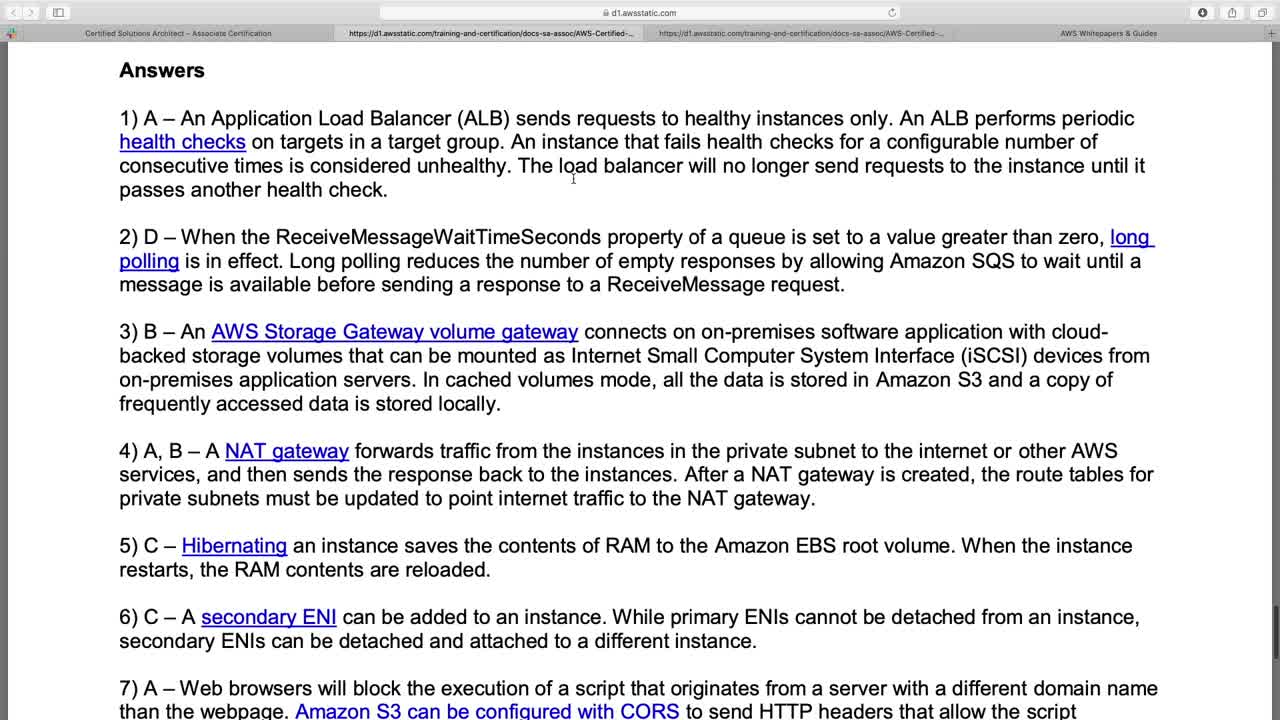 d1.awsstatic.com
Certified Solutions Architect – Associate Certification
https://d1.awsstatic.com/training-and-certification/docs-sa-assoc/AWS-Certified-...
https://d1.awsstatic.com/training-and-certification/docs-sa-assoc/AWS-Certified-...
AWS Whitepapers & Guides
Answers
1) A – An Application Load Balancer (ALB) sends requests to healthy instances only. An ALB performs periodic
health checks on targets in a target group. An instance that fails health checks for a configurable number of
consecutive times is considered unhealthy. The load balancer will no longer send requests to the instance until it
passes another health check.
2) D – When the ReceiveMessageWaitTimeSeconds property of a queue is set to a value greater than zero, long
polling is in effect. Long polling reduces the number of empty responses by allowing Amazon SQS to wait until a
message is available before sending a response to a ReceiveMessage request.
3) B – An AWS Storage Gateway volume gateway connects on on-premises software application with cloud-
backed storage volumes that can be mounted as Internet Small Computer System Interface (iSCSI) devices from
on-premises application servers. In cached volumes mode, all the data is stored in Amazon S3 and a copy of
frequently accessed data is stored locally.
4) A, B – A NAT gateway forwards traffic from the instances in the private subnet to the internet or other AWS
services, and then sends the response back to the instances. After a NAT gateway is created, the route tables for
private subnets must be updated to point internet traffic to the NAT gateway.
5) C – Hibernating an instance saves the contents of RAM to the Amazon EBS root volume. When the instance
restarts, the RAM contents are reloaded.
6) C – A secondary ENI can be added to an instance. While primary ENIs cannot be detached from an instance,
secondary ENIs can be detached and attached to a different instance.
7) A – Web browsers will block the execution of a script that originates from a server with a different domain name
than the webpage. Amazon S3 can be configured with CORS to send HTTP headers that allow the script